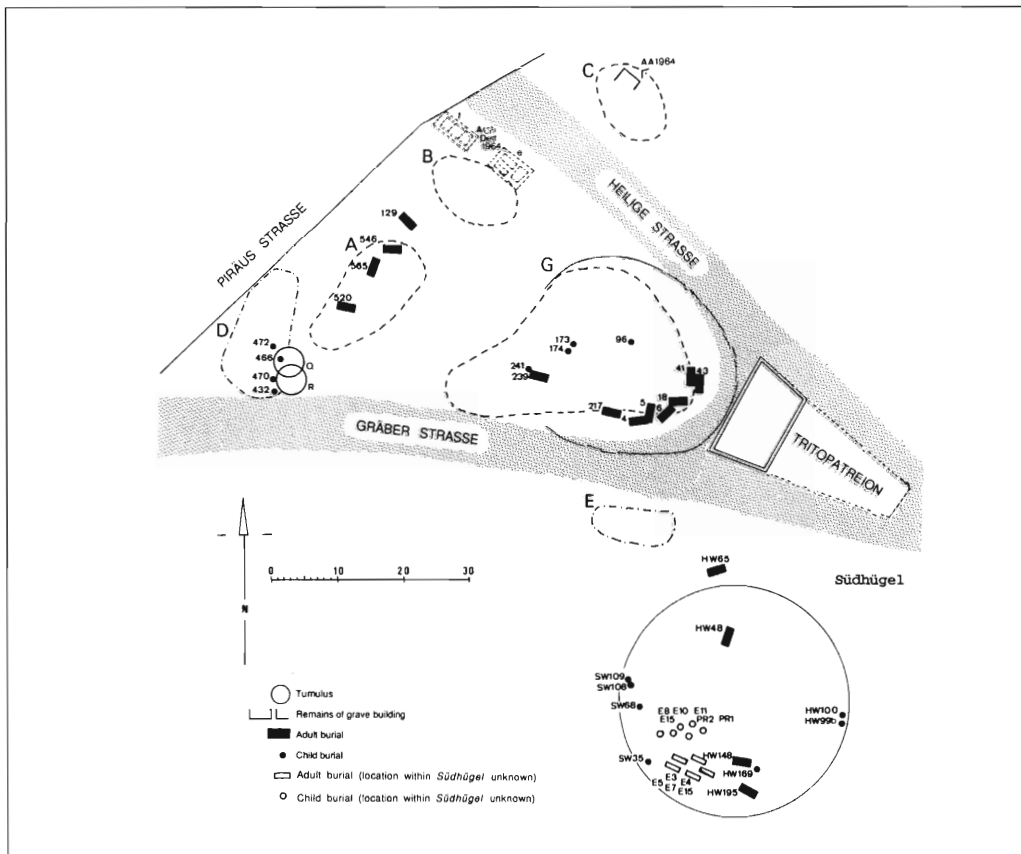 C
AA1964
1964
B
PIRÄUS STRASSE
HEILIGE STRASSE
129
A
546
565
520
G
D
472
466
470
432
Q
R
173
174
96
241
239
41
43
18
5
6
217
4
GRÄBER STRASSE
TRITOPATREION
E
N
0 10 20 30
HW65
Südhügel
HW48
SW109
SW108
SW68
E8 E10 E11
E15 PR2 PR1
HW100
HW99b
SW35
HW148
HW169
E3 E4
E5
E7 E15
HW195
Tumulus
Remains of grave building
Adult burial
Child burial
Adult burial (location within Südhügel unknown)
Child burial (location within Südhügel unknown)